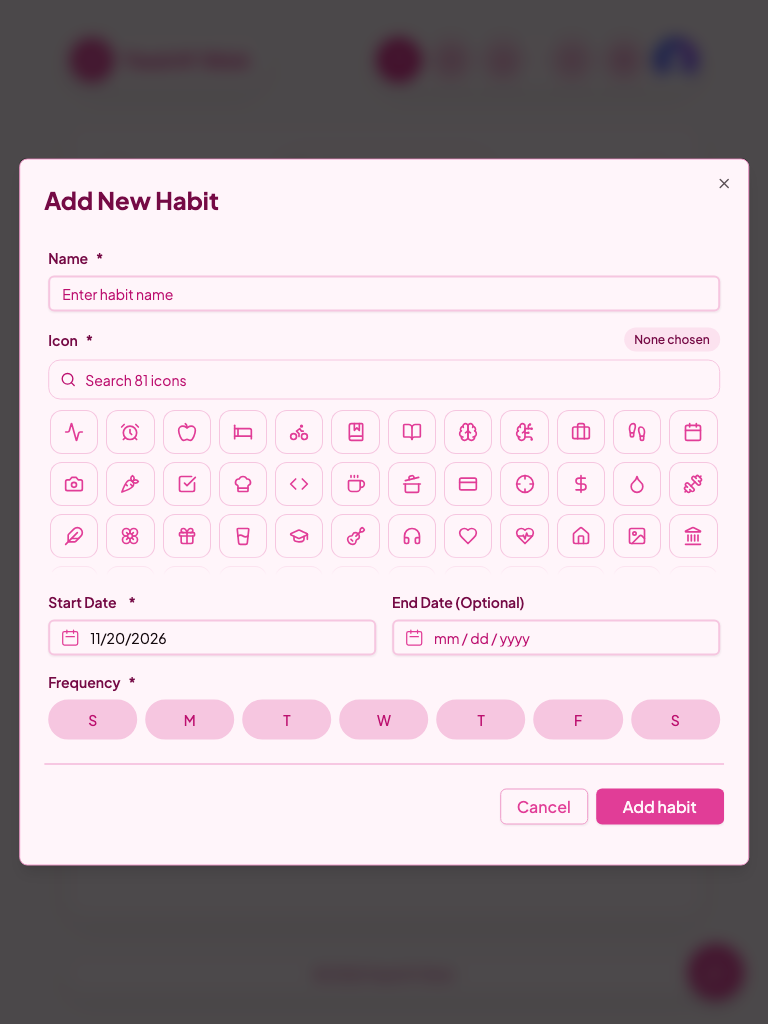 Add New Habit
Name *
Enter habit name
Icon *
None chosen
Search 81 icons
Start Date *
End Date (Optional)
11/20/2026
mm / dd / yyyy
Frequency *
S M T W T F S
Cancel
Add habit